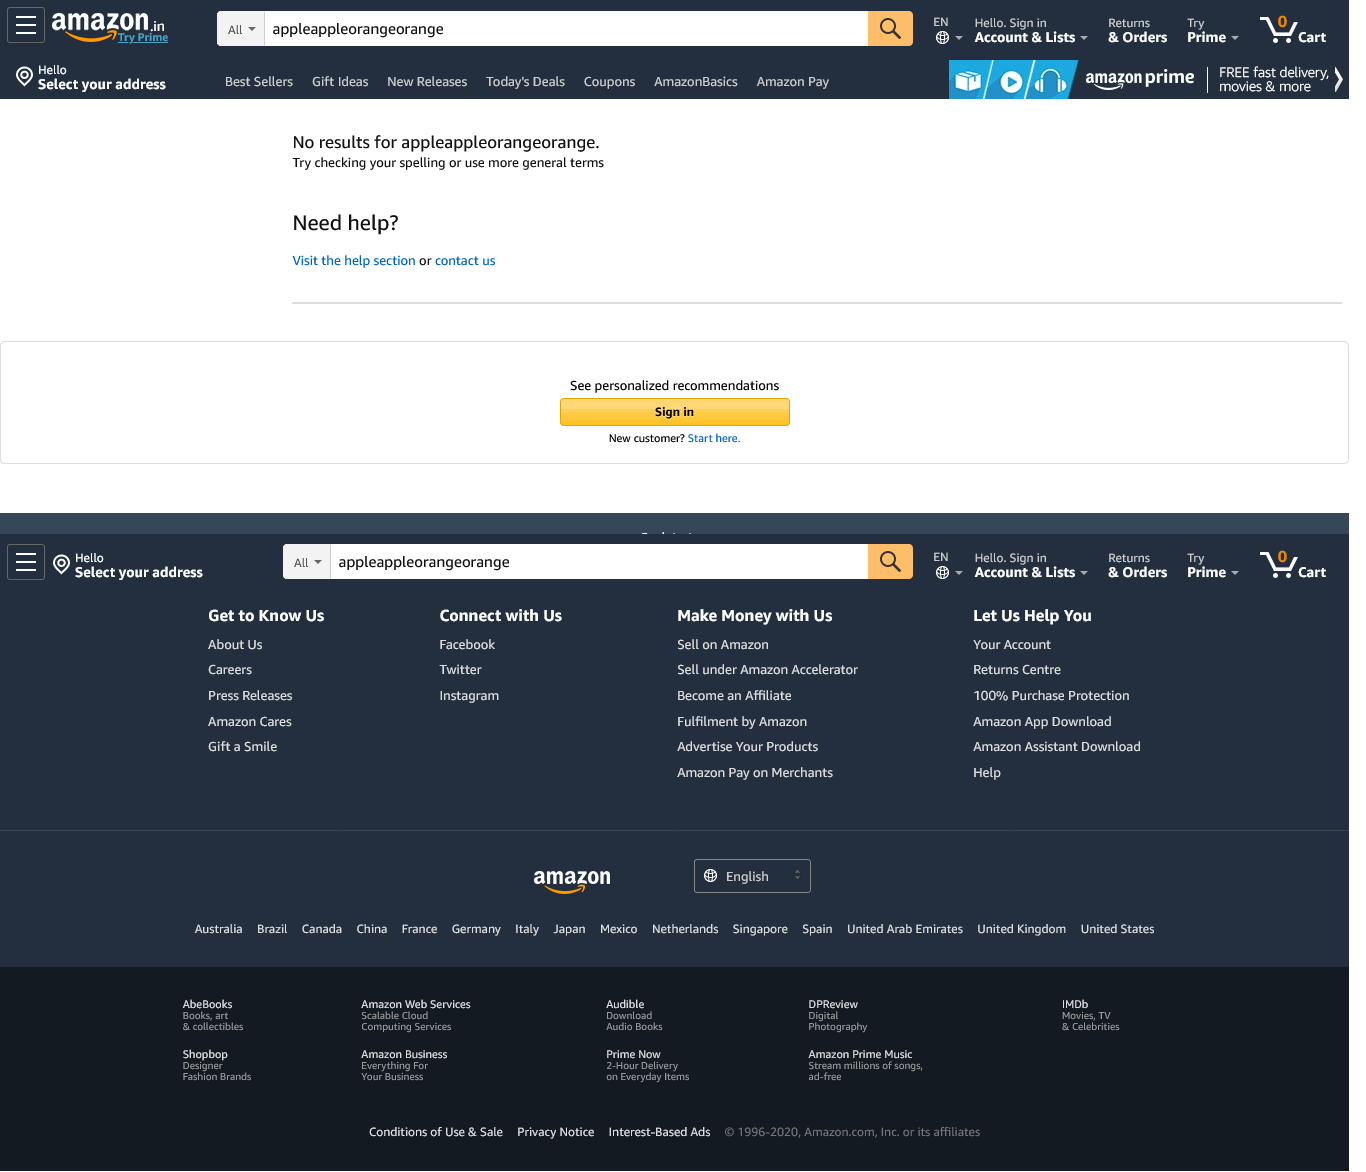 amazon.in
Try Prime
All
appleappleorangeorange
EN
Hello. Sign in
Account & Lists
Returns
& Orders
Try
Prime
0
Cart
Hello
Select your address
Best Sellers
Gift Ideas
New Releases
Today's Deals
Coupons
AmazonBasics
Amazon Pay
amazon prime
FREE fast delivery,
movies & more
No results for appleappleorangeorange.
Try checking your spelling or use more general terms
Need help?
Visit the help section or contact us
See personalized recommendations
Sign in
New customer? Start here.
Hello
Select your address
All
appleappleorangeorange
EN
Hello. Sign in
Account & Lists
Returns
& Orders
Try
Prime
0
Cart
Get to Know Us
About Us
Careers
Press Releases
Amazon Cares
Gift a Smile
Connect with Us
Facebook
Twitter
Instagram
Make Money with Us
Sell on Amazon
Sell under Amazon Accelerator
Become an Affiliate
Fulfilment by Amazon
Advertise Your Products
Amazon Pay on Merchants
Let Us Help You
Your Account
Returns Centre
100% Purchase Protection
Amazon App Download
Amazon Assistant Download
Help
amazon
English
Australia Brazil Canada China France Germany Italy Japan Mexico Netherlands Singapore Spain United Arab Emirates United Kingdom United States
AbeBooks
Books, art
& collectibles
Amazon Web Services
Scalable Cloud
Computing Services
Audible
Download
Audio Books
DPReview
Digital
Photography
IMDb
Movies, TV
& Celebrities
Shopbop
Designer
Fashion Brands
Amazon Business
Everything For
Your Business
Prime Now
2-Hour Delivery
on Everyday Items
Amazon Prime Music
Stream millions of songs,
ad-free
Conditions of Use & Sale Privacy Notice Interest-Based Ads © 1996-2020, Amazon.com, Inc. or its affiliates